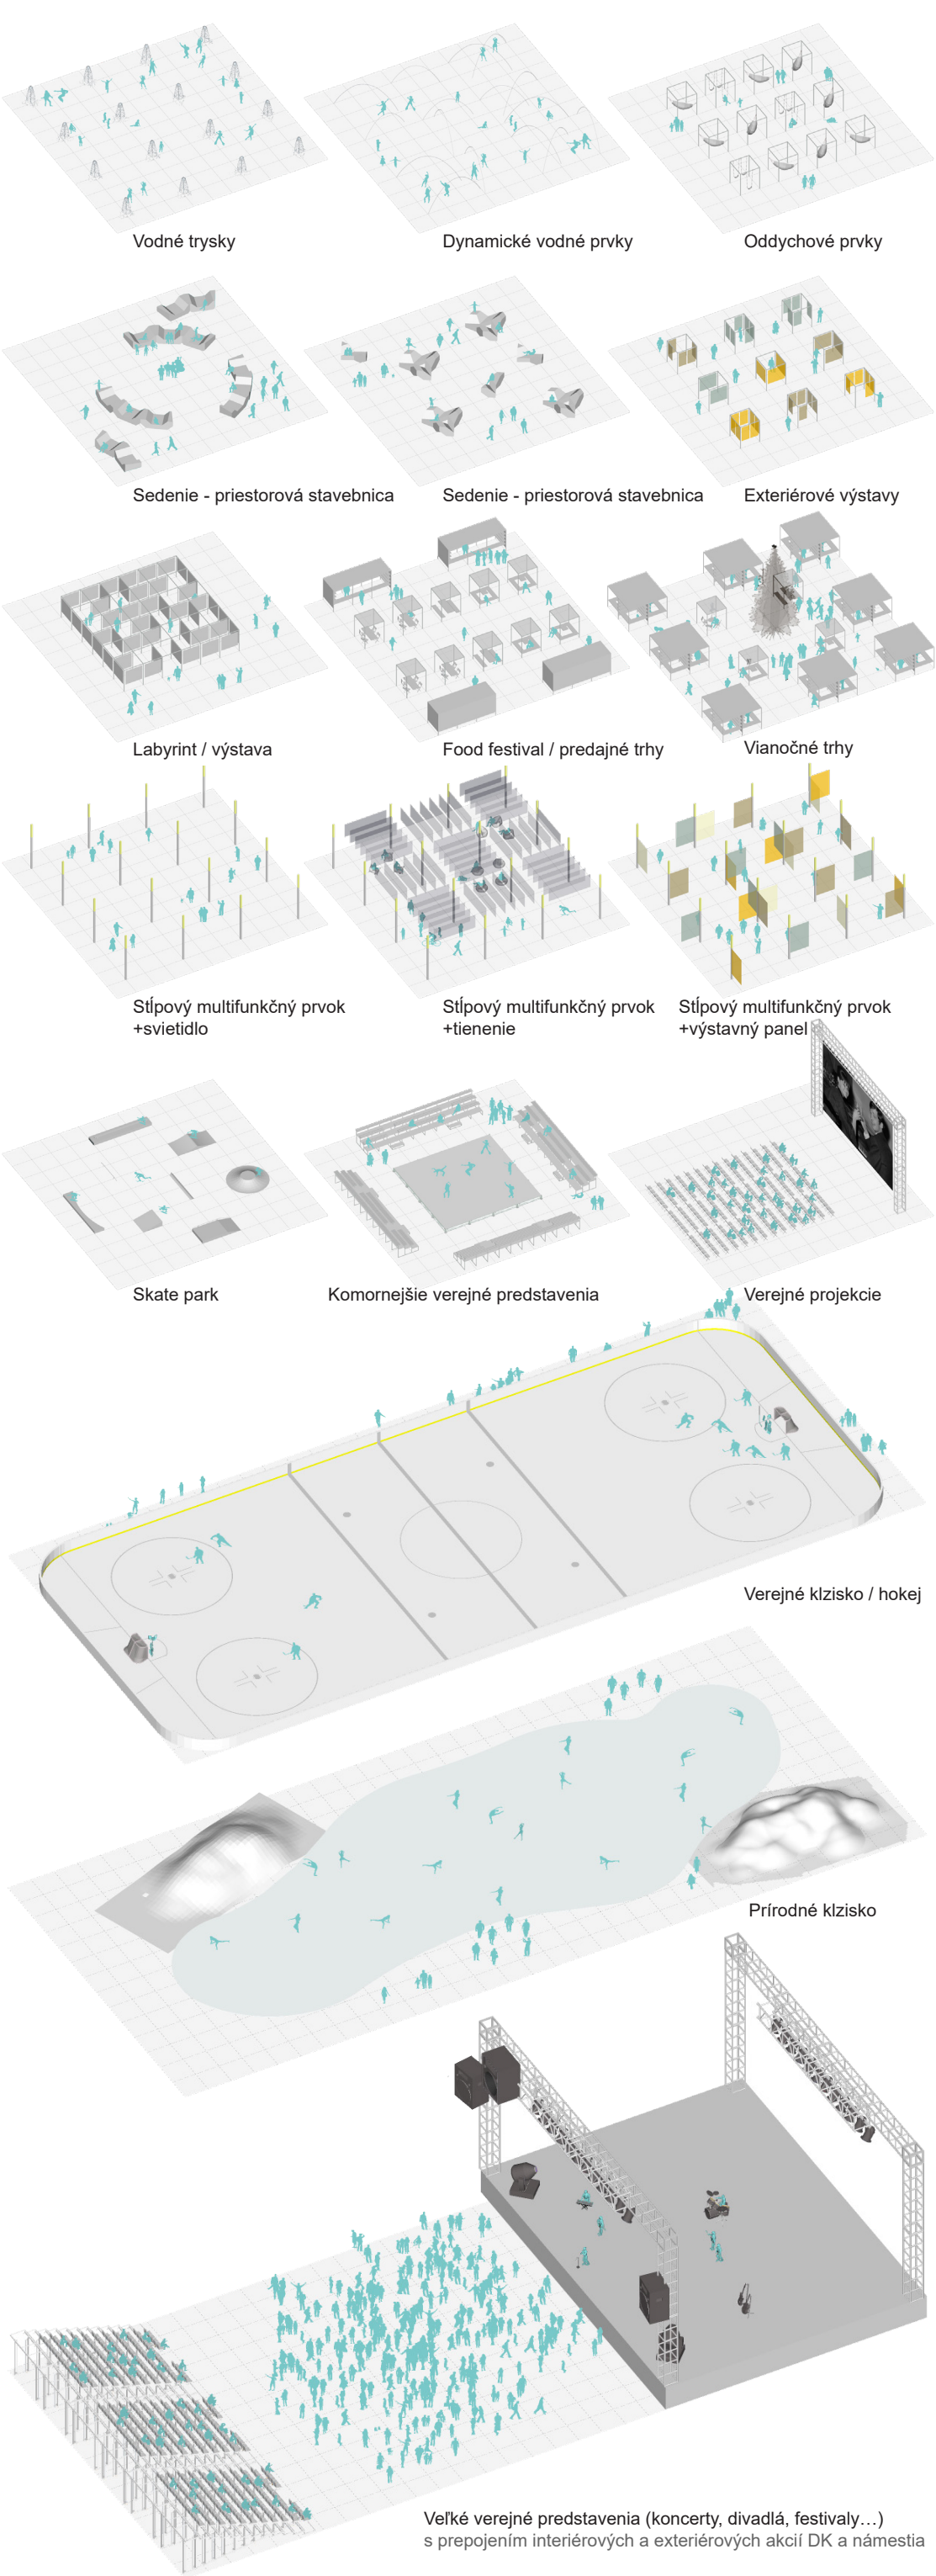 Vodné trysky
Dynamické vodné prvky
Oddychové prvky
Sedenie - priestorová stavebnica
Sedenie - priestorová stavebnica
Exteriérové výstavy
Labyrint / výstava
Food festival / predajné trhy
Vianočné trhy
Stĺpový multifunkčný prvok
+svietidlo
Stĺpový multifunkčný prvok
+tienenie
Stĺpový multifunkčný prvok
+výstavný panel
Skate park
Komornejšie verejné predstavenia
Verejné projekcie
Verejné klzisko / hokej
Prírodné klzisko
Veľké verejné predstavenia (koncerty, divadlá, festivaly…)
s prepojením interiérových a exteriérových akcií DK a námestia